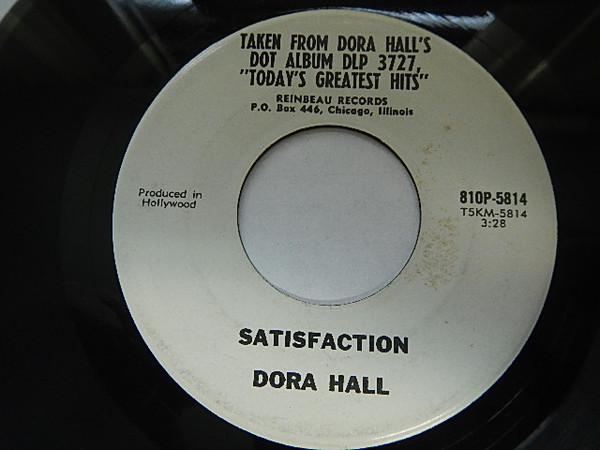 TAKEN FROM DORA HALL'S
DOT ALBUM DLP 3727,
"TODAY'S GREATEST HITS"
REINBEAU RECORDS
P.O. Box 446, Chicago, Illinois
Produced in
Hollywood
810P-5814
T5KM-5814
3:28
SATISFACTION
DORA HALL